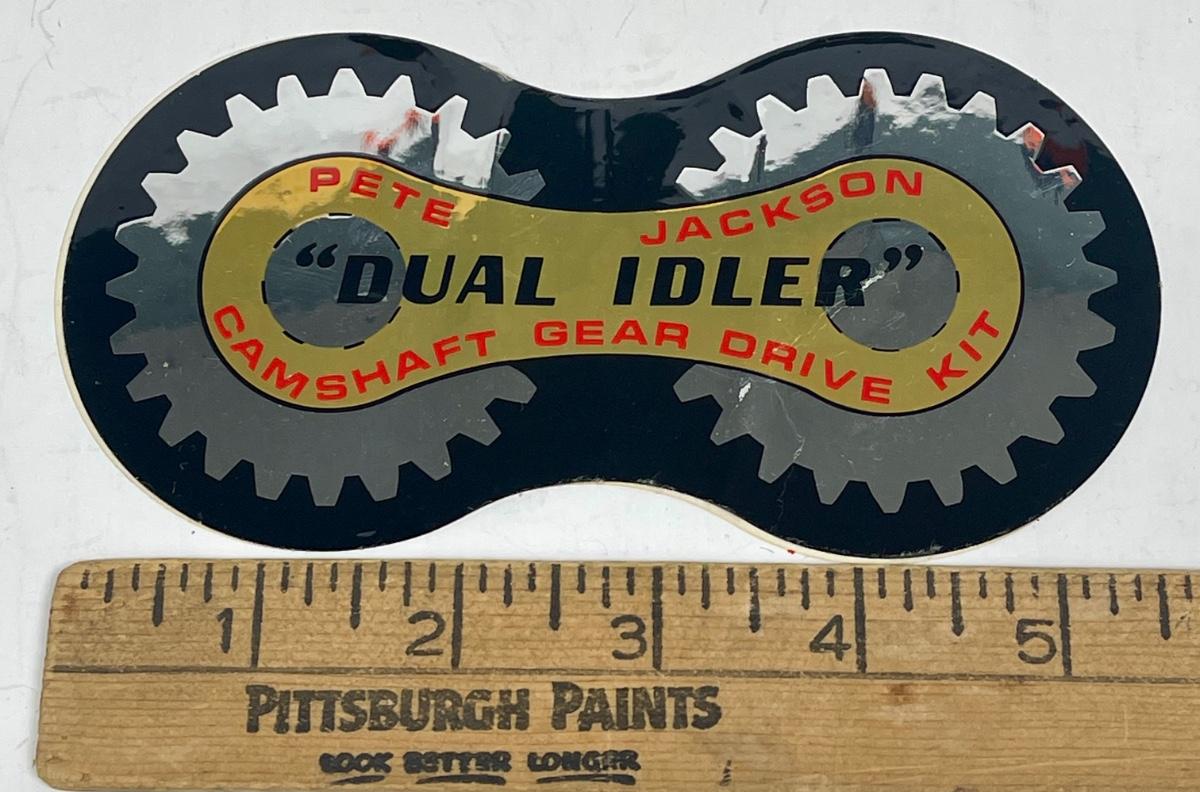 PETE JACKSON
“DUAL IDLER”
CAMSHAFT GEAR DRIVE KIT
1 2 3 4 5
PITTSBURGH PAINTS
LOOK BETTER LONGER